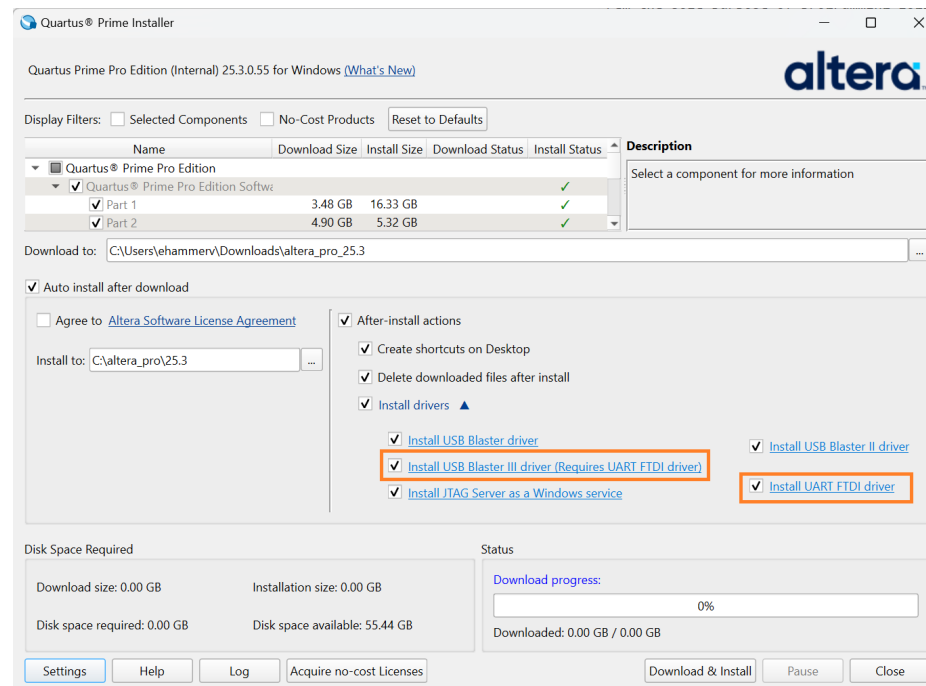 Quartus® Prime Installer
Quartus Prime Pro Edition (Internal) 25.3.0.55 for Windows (What's New)
altera
Display Filters: Selected Components No-Cost Products Reset to Defaults
Name Download Size Install Size Download Status Install Status
Quartus® Prime Pro Edition
Quartus® Prime Pro Edition Softwa
Part 1 3.48 GB 16.33 GB ✓
Part 2 4.90 GB 5.32 GB ✓
Description
Select a component for more information
Download to: C:\Users\ehammerv\Downloads\altera_pro_25.3 ...
Auto install after download
Agree to Altera Software License Agreement
Install to: C:\altera_pro\25.3 ...
After-install actions
Create shortcuts on Desktop
Delete downloaded files after install
Install drivers ▲
Install USB Blaster driver
Install USB Blaster II driver
Install USB Blaster III driver (Requires UART FTDI driver)
Install UART FTDI driver
Install JTAG Server as a Windows service
Disk Space Required
Download size: 0.00 GB Installation size: 0.00 GB
Disk space required: 0.00 GB Disk space available: 55.44 GB
Status
Download progress:
0%
Downloaded: 0.00 GB / 0.00 GB
Settings Help Log Acquire no-cost Licenses Download & Install Pause Close